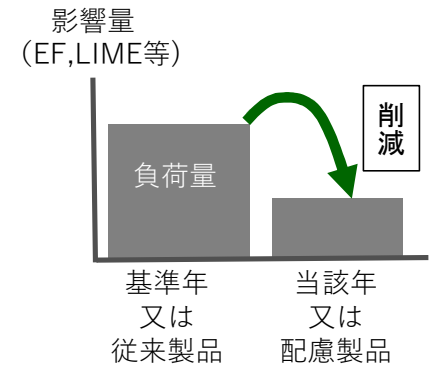 影響量
（EF,LIME等）
削
減
負荷量
基準年
又は
従来製品
当該年
又は
配慮製品